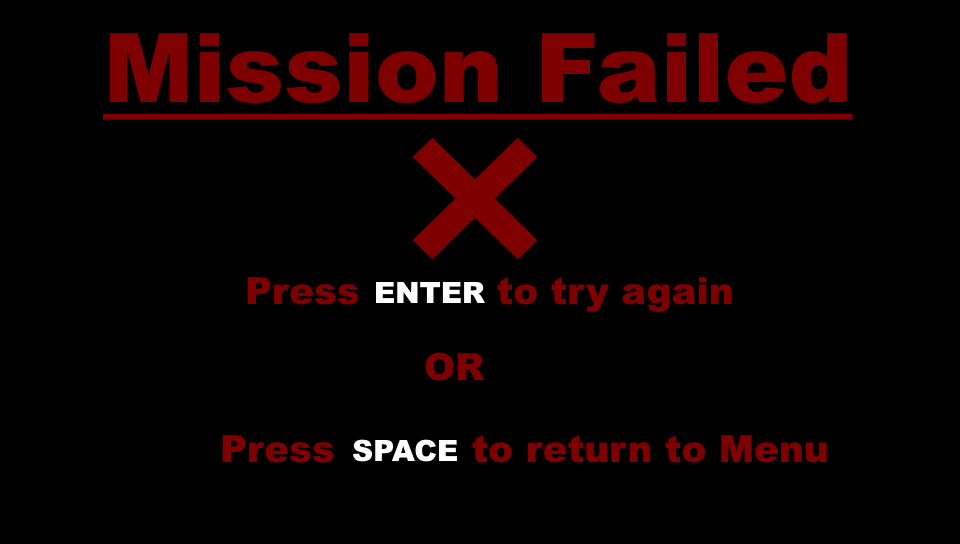 Mission Failed
Press ENTER to try again
OR
Press SPACE to return to Menu